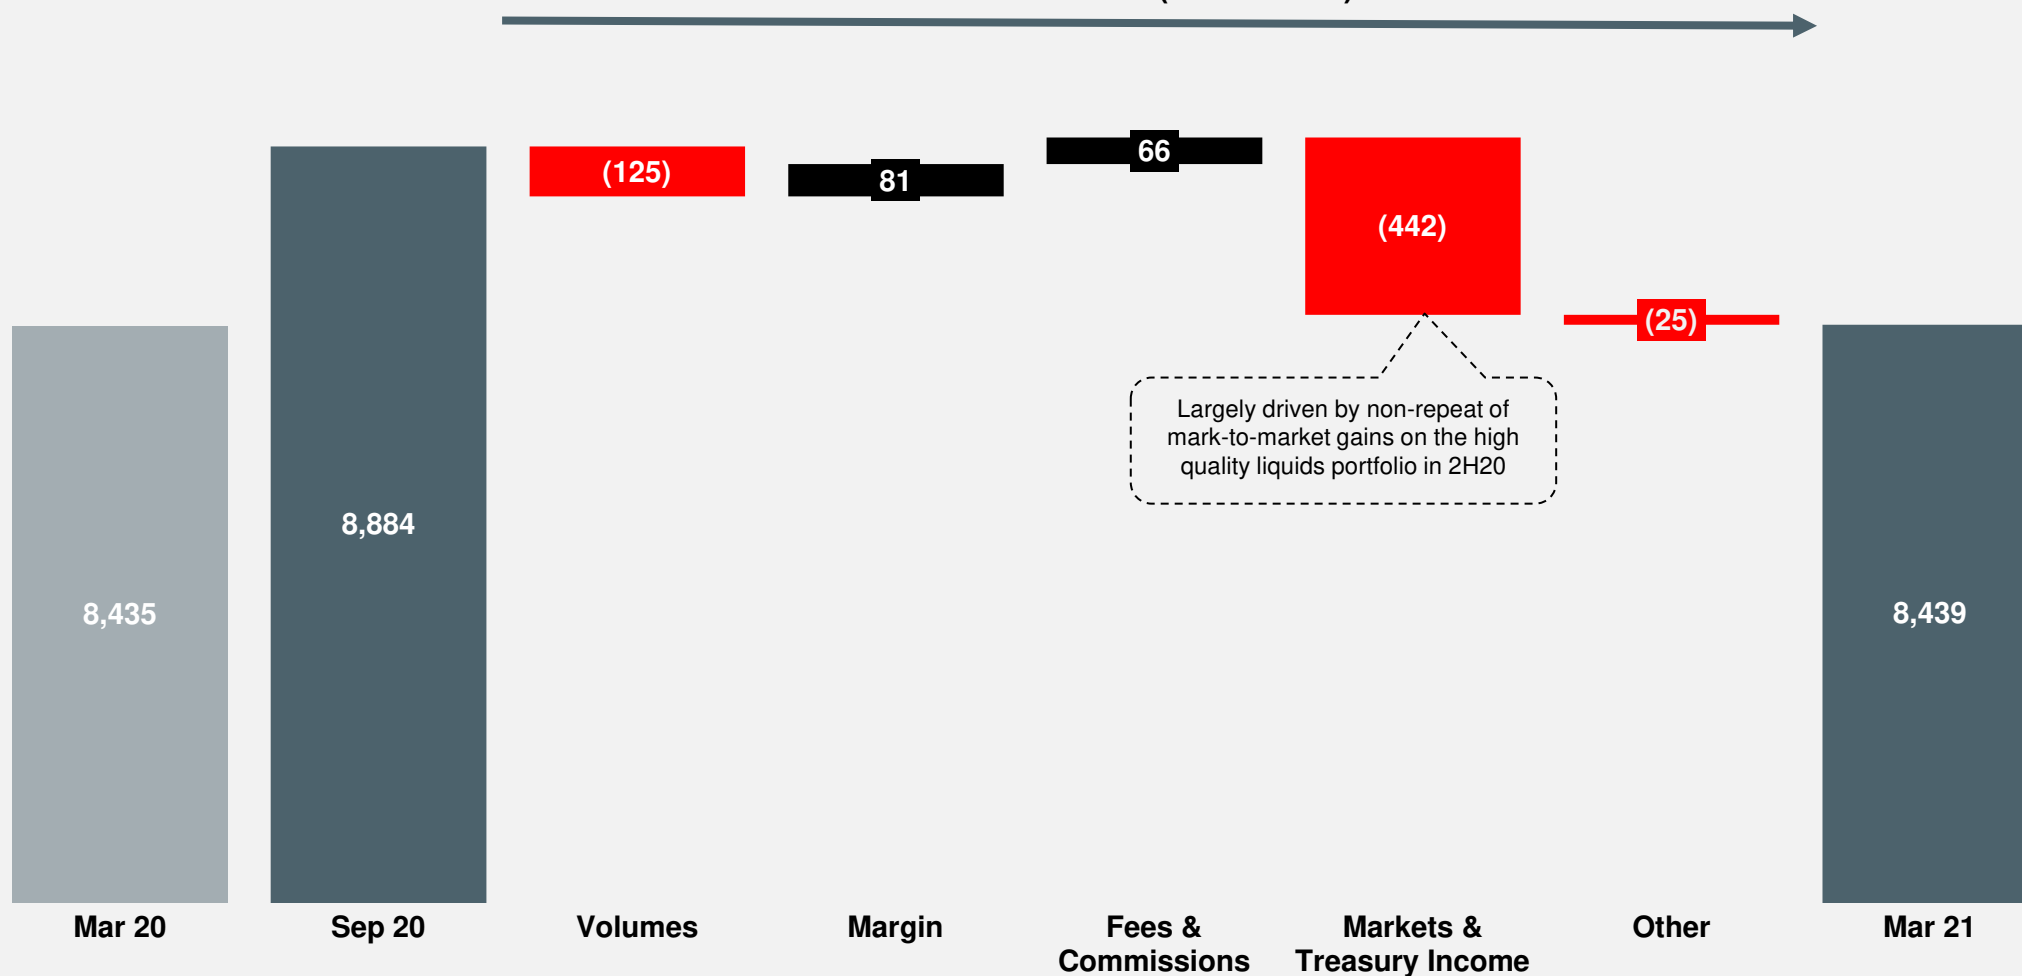 (125)
81
66
(442)
(25)
Largely driven by non-repeat of
mark-to-market gains on the high
quality liquids portfolio in 2H20
8,435
8,884
8,439
Mar 20
Sep 20
Volumes
Margin
Fees &
Commissions
Markets &
Treasury Income
Other
Mar 21